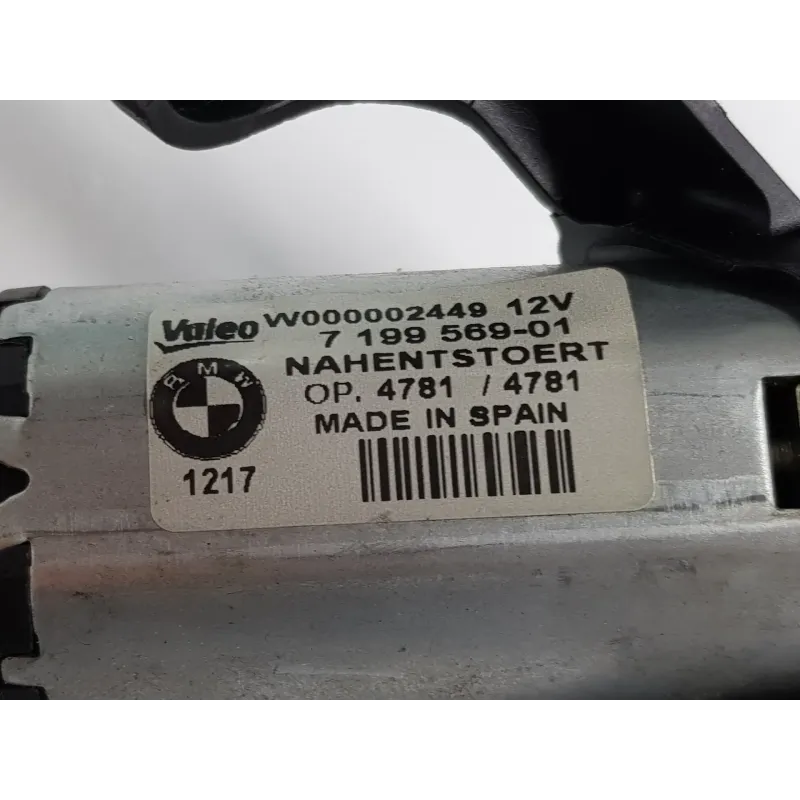 Valeo W000002449 12V
7 199 569-01
NAHENTSTOERT
BMW
OP. 4781 / 4781
MADE IN SPAIN
1217